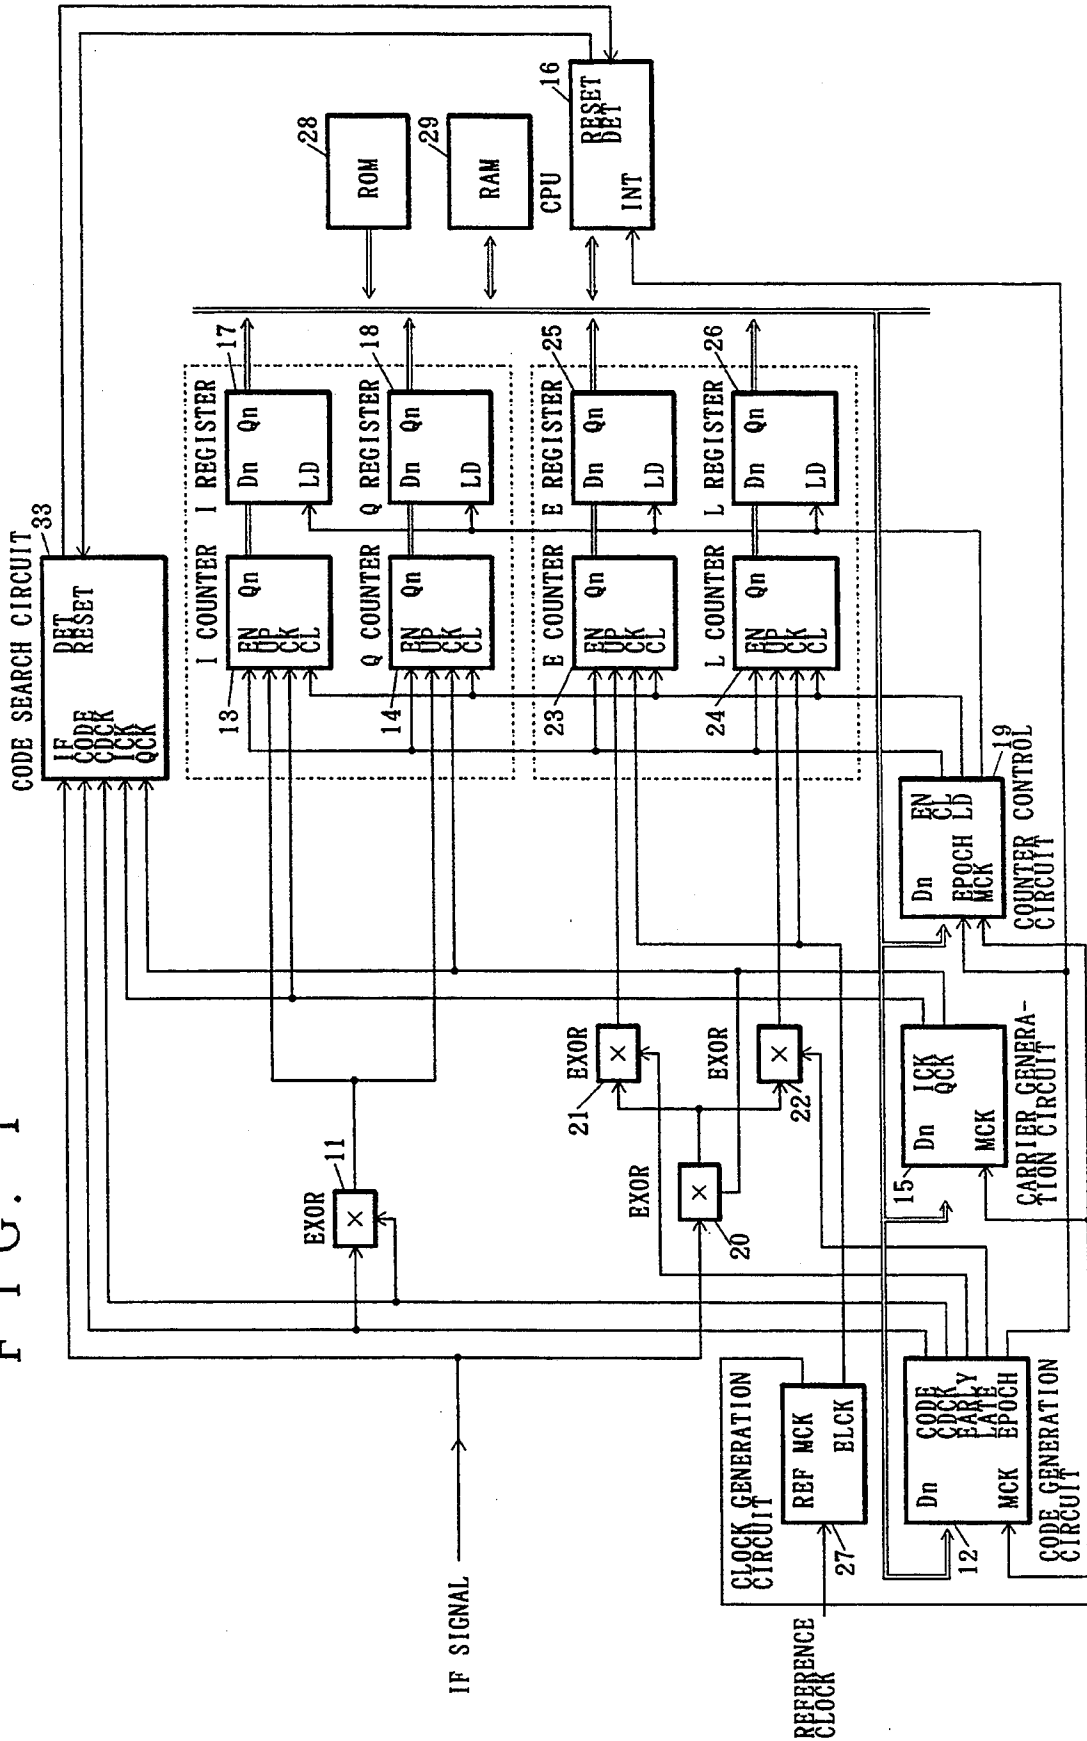 FIG. 1
CODE SEARCH CIRCUIT
33
IF
CODE
CDCK
ICK
QCK
DET
RESET
I COUNTER
13
EN
UP
CK
CL
Qn
I REGISTER
17
Dn
Qn
LD
Q COUNTER
14
EN
UP
CK
CL
Qn
Q REGISTER
18
Dn
Qn
LD
E COUNTER
23
EN
UP
CK
CL
Qn
E REGISTER
25
Dn
Qn
LD
L COUNTER
24
EN
UP
CK
CL
Qn
L REGISTER
26
Dn
Qn
LD
28
ROM
29
RAM
CPU
16
RESET
DET
INT
EXOR
11
×
EXOR
20
×
EXOR
21
×
EXOR
22
×
IF SIGNAL
REFERENCE
CLOCK
CLOCK GENERATION
CIRCUIT
27
REF MCK
ELCK
12
Dn
CODE
CDCK
EARLY
LATE
EPOCH
MCK
CODE GENERATION
CIRCUIT
15
Dn
ICK
QCK
MCK
CARRIER GENERA-
TION CIRCUIT
19
Dn
EN
CL
LD
EPOCH
MCK
COUNTER CONTROL
CIRCUIT